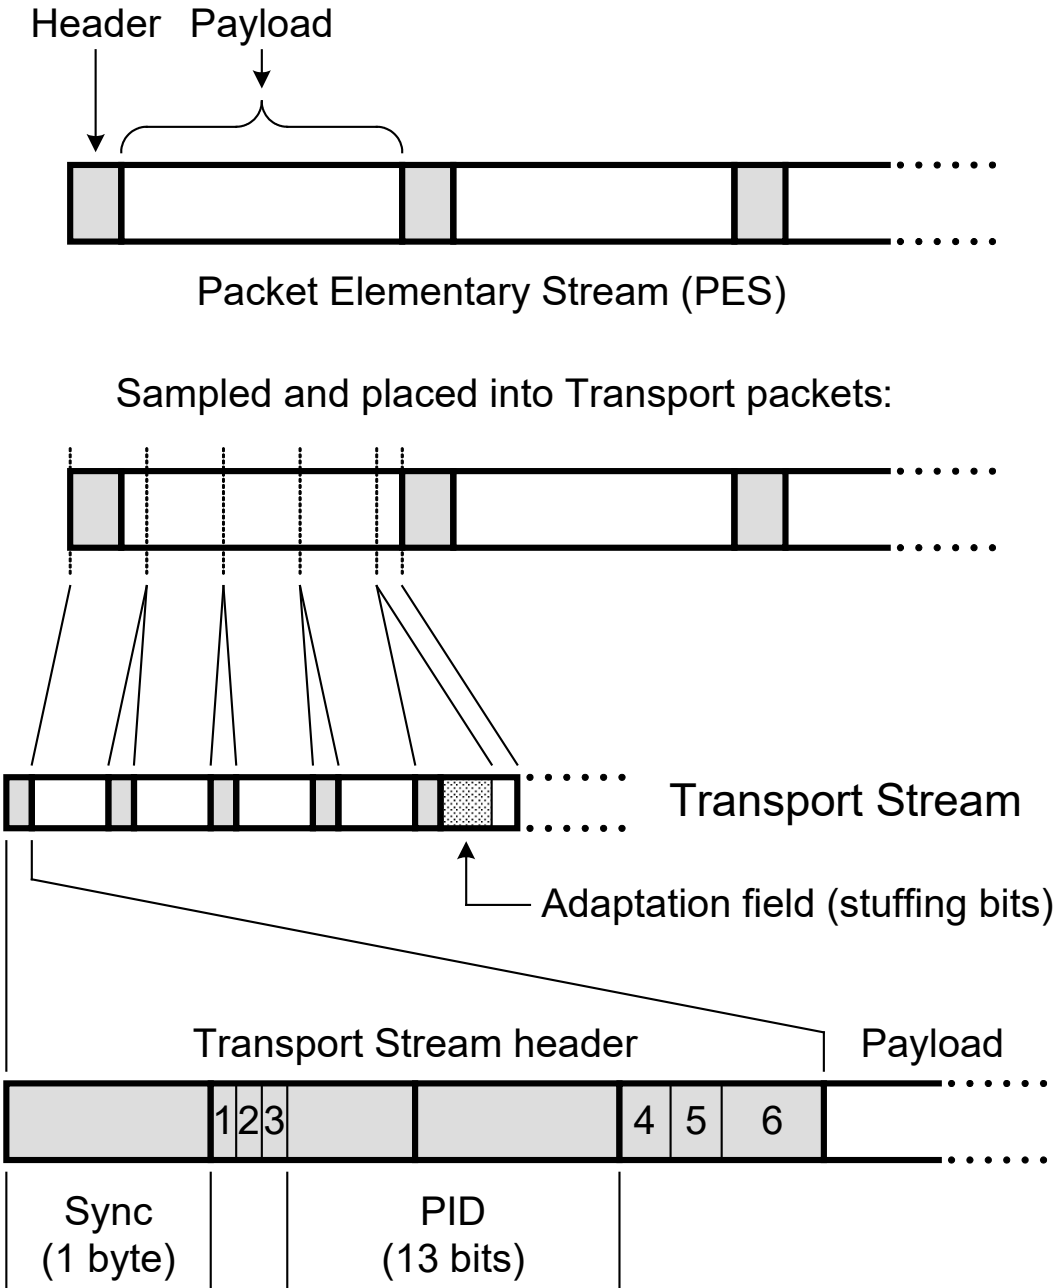 Header Payload
Packet Elementary Stream (PES)
Sampled and placed into Transport packets:
Transport Stream
Adaptation field (stuffing bits)
Transport Stream header Payload
1 2 3 4 5 6
Sync PID
(1 byte) (13 bits)